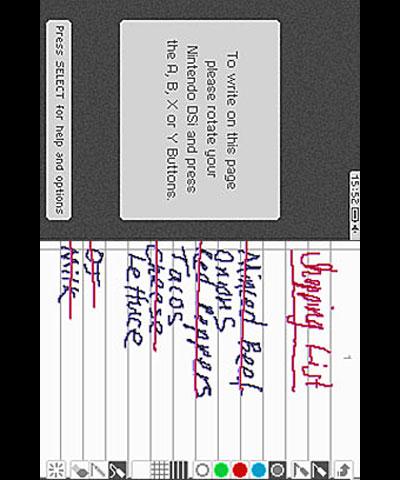 15:52
To write on this page
please rotate your
Nintendo DSi and press
the A, B, X or Y Buttons.
Press SELECT for help and options
1
Shopping List
Minced Beef
Onions
Red Peppers
Tacos
Cheese
Lettuce
OJ
Milk